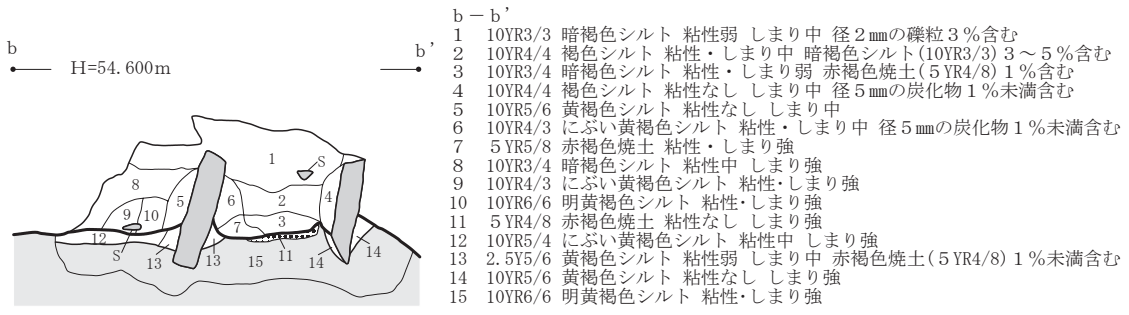 b
b'
H=54.600m
1
S
8
5
6
2
4
9
10
3
7
12
S
13
13
15
11
14
14
b－b'
1 10YR3/3 暗褐色シルト 粘性弱 しまり中 径２㎜の礫粒３％含む
2 10YR4/4 褐色シルト 粘性・しまり中 暗褐色シルト(10YR3/3)３～５％含む
3 10YR3/4 暗褐色シルト 粘性・しまり弱 赤褐色焼土(５YR4/8)１％含む
4 10YR4/4 褐色シルト 粘性なし しまり中 径５㎜の炭化物１％未満含む
5 10YR5/6 黄褐色シルト 粘性なし しまり中
6 10YR4/3 にぶい黄褐色シルト 粘性・しまり中 径５㎜の炭化物１％未満含む
7 ５YR5/8 赤褐色焼土 粘性・しまり強
8 10YR3/4 暗褐色シルト 粘性中 しまり強
9 10YR4/3 にぶい黄褐色シルト 粘性･しまり強
10 10YR6/6 明黄褐色シルト 粘性･しまり強
11 ５YR4/8 赤褐色焼土 粘性なし しまり強
12 10YR5/4 にぶい黄褐色シルト 粘性中 しまり強
13 2.5Y5/6 黄褐色シルト 粘性弱 しまり中 赤褐色焼土(５YR4/8)１％未満含む
14 10YR5/6 黄褐色シルト 粘性なし しまり強
15 10YR6/6 明黄褐色シルト 粘性･しまり強